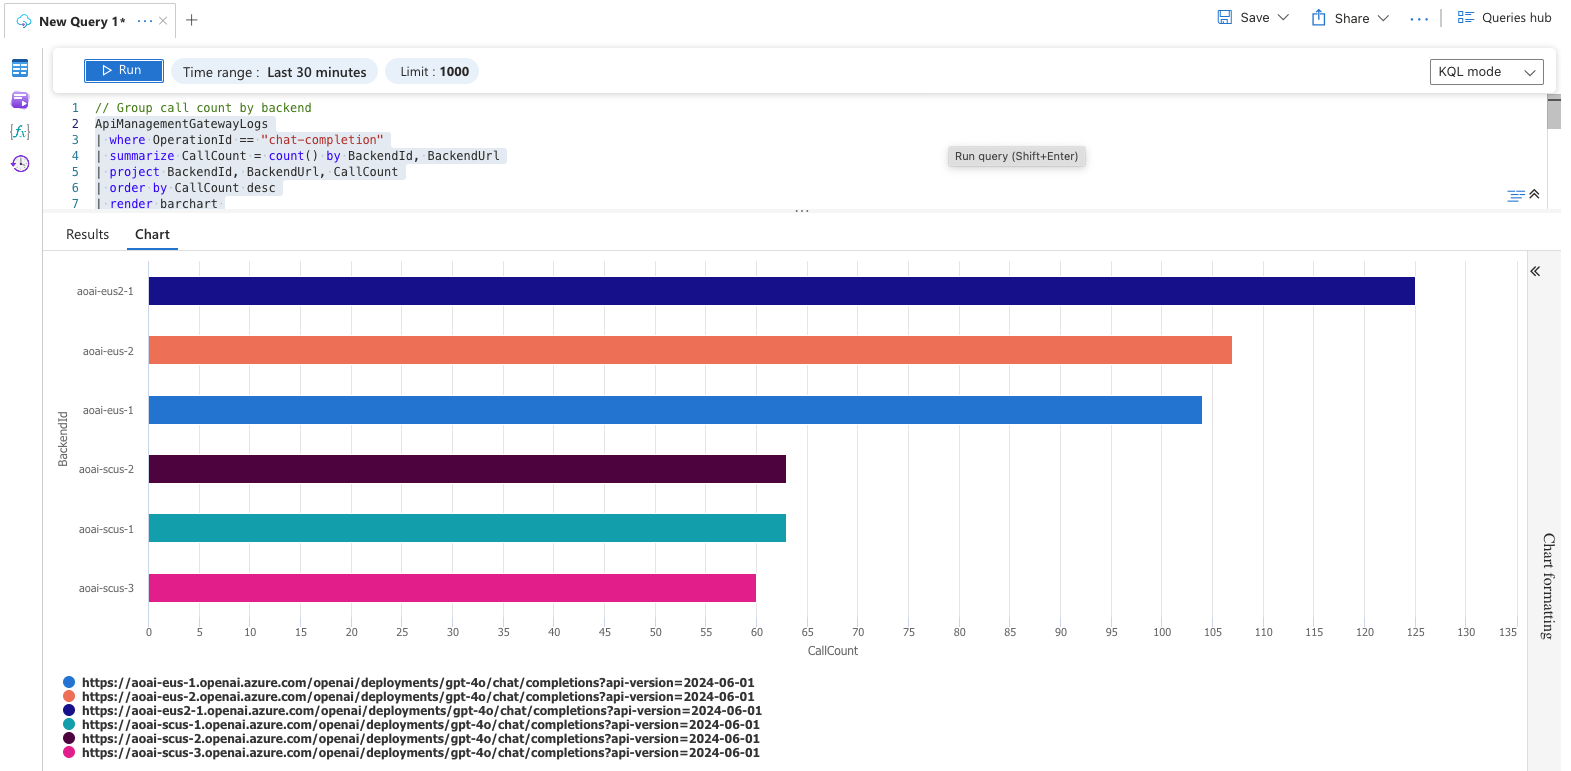 New Query 1* ··· × +
Save Share ··· Queries hub
Run Time range : Last 30 minutes Limit : 1000 KQL mode
1 // Group call count by backend
2 ApiManagementGatewayLogs
3 | where OperationId == "chat-completion"
4 | summarize CallCount = count() by BackendId, BackendUrl
5 | project BackendId, BackendUrl, CallCount
6 | order by CallCount desc
7 | render barchart
Run query (Shift+Enter)
{fx}
Results Chart
aoai-eus2-1
aoai-eus-2
aoai-eus-1
aoai-scus-2
aoai-scus-1
aoai-scus-3
BackendId
0 5 10 15 20 25 30 35 40 45 50 55 60 65 70 75 80 85 90 95 100 105 110 115 120 125 130 135
CallCount
Chart formatting
https://aoai-eus-1.openai.azure.com/openai/deployments/gpt-4o/chat/completions?api-version=2024-06-01
https://aoai-eus-2.openai.azure.com/openai/deployments/gpt-4o/chat/completions?api-version=2024-06-01
https://aoai-eus2-1.openai.azure.com/openai/deployments/gpt-4o/chat/completions?api-version=2024-06-01
https://aoai-scus-1.openai.azure.com/openai/deployments/gpt-4o/chat/completions?api-version=2024-06-01
https://aoai-scus-2.openai.azure.com/openai/deployments/gpt-4o/chat/completions?api-version=2024-06-01
https://aoai-scus-3.openai.azure.com/openai/deployments/gpt-4o/chat/completions?api-version=2024-06-01